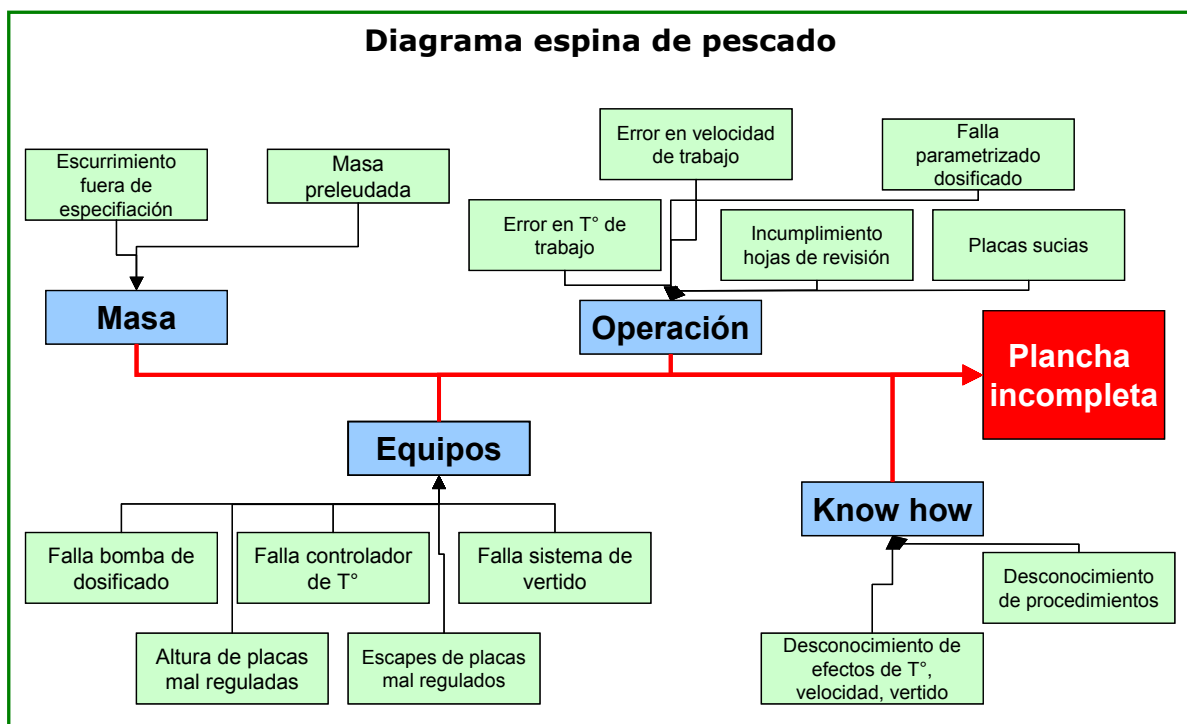 Diagrama espina de pescado
Escurrimiento
fuera de
especifiación
Masa
preleudada
Error en velocidad
de trabajo
Falla
parametrizado
dosificado
Error en T° de
trabajo
Incumplimiento
hojas de revisión
Placas sucias
Masa
Operación
Plancha
incompleta
Equipos
Know how
Falla bomba de
dosificado
Falla controlador
de T°
Falla sistema de
vertido
Desconocimiento
de procedimientos
Altura de placas
mal reguladas
Escapes de placas
mal regulados
Desconocimiento de
efectos de T°,
velocidad, vertido